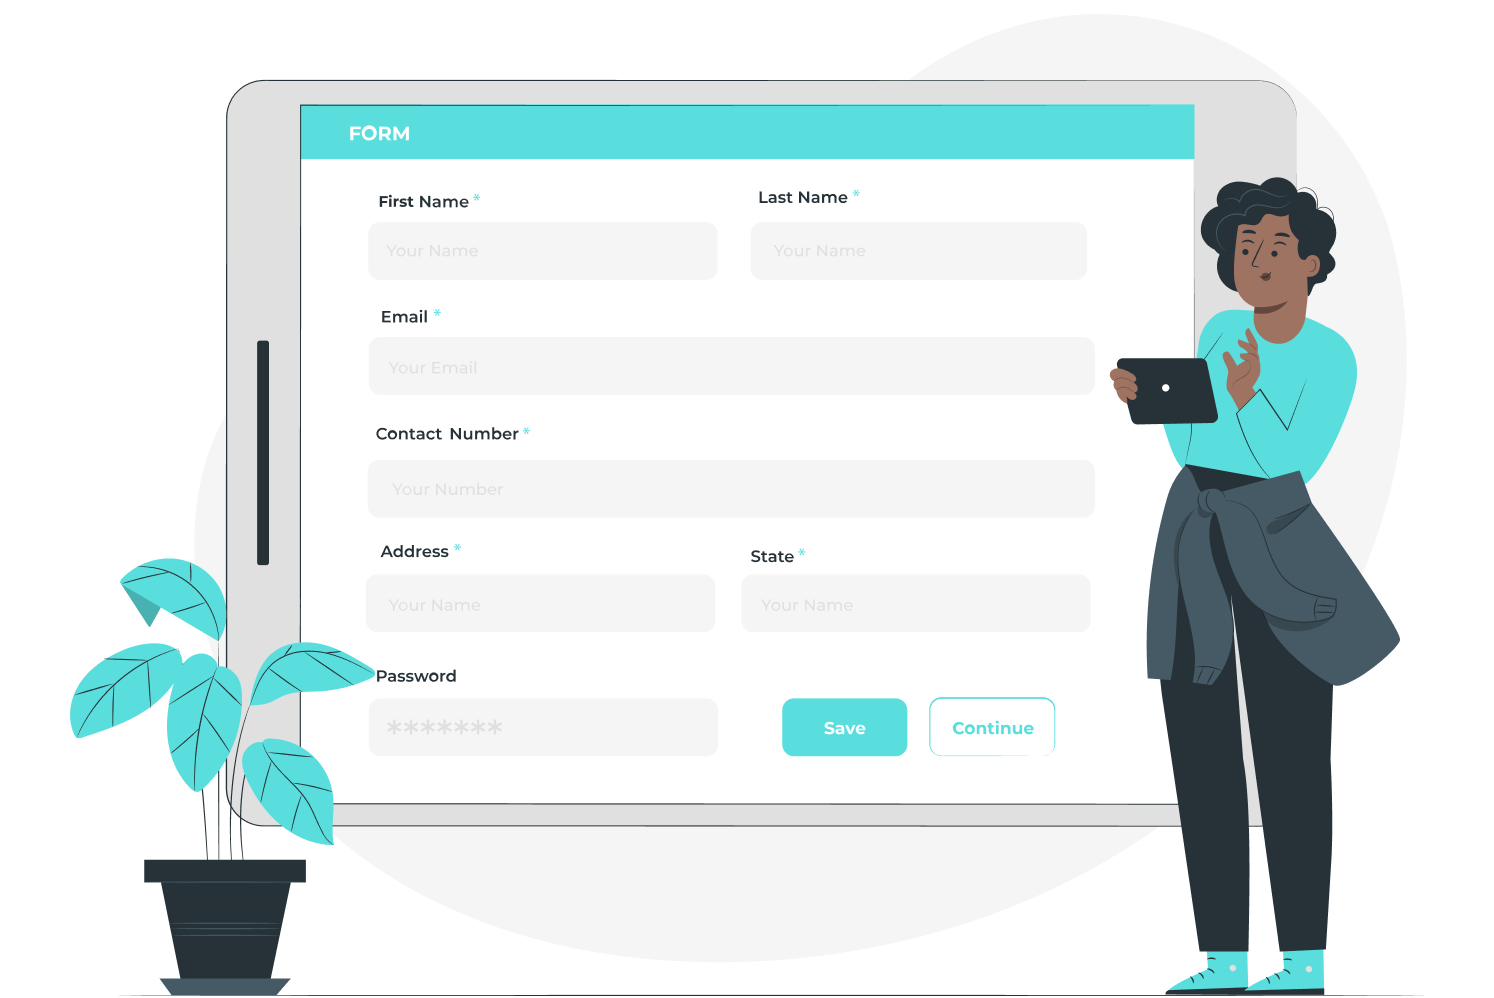 FORM
First Name * Last Name *
Your Name Your Name
Email *
Your Email
Contact Number *
Your Number
Address * State *
Your Name Your Name
Password
******* Save Continue